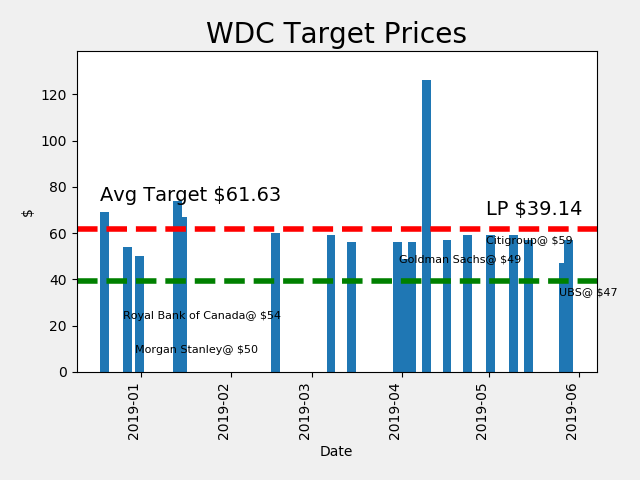 WDC Target Prices
120
100
80
60
40
20
0
$
Avg Target $61.63
LP $39.14
Citigroup@ $59
Goldman Sachs@ $49
UBS@ $47
Royal Bank of Canada@ $54
Morgan Stanley@ $50
2019-01
2019-02
2019-03
2019-04
2019-05
2019-06
Date